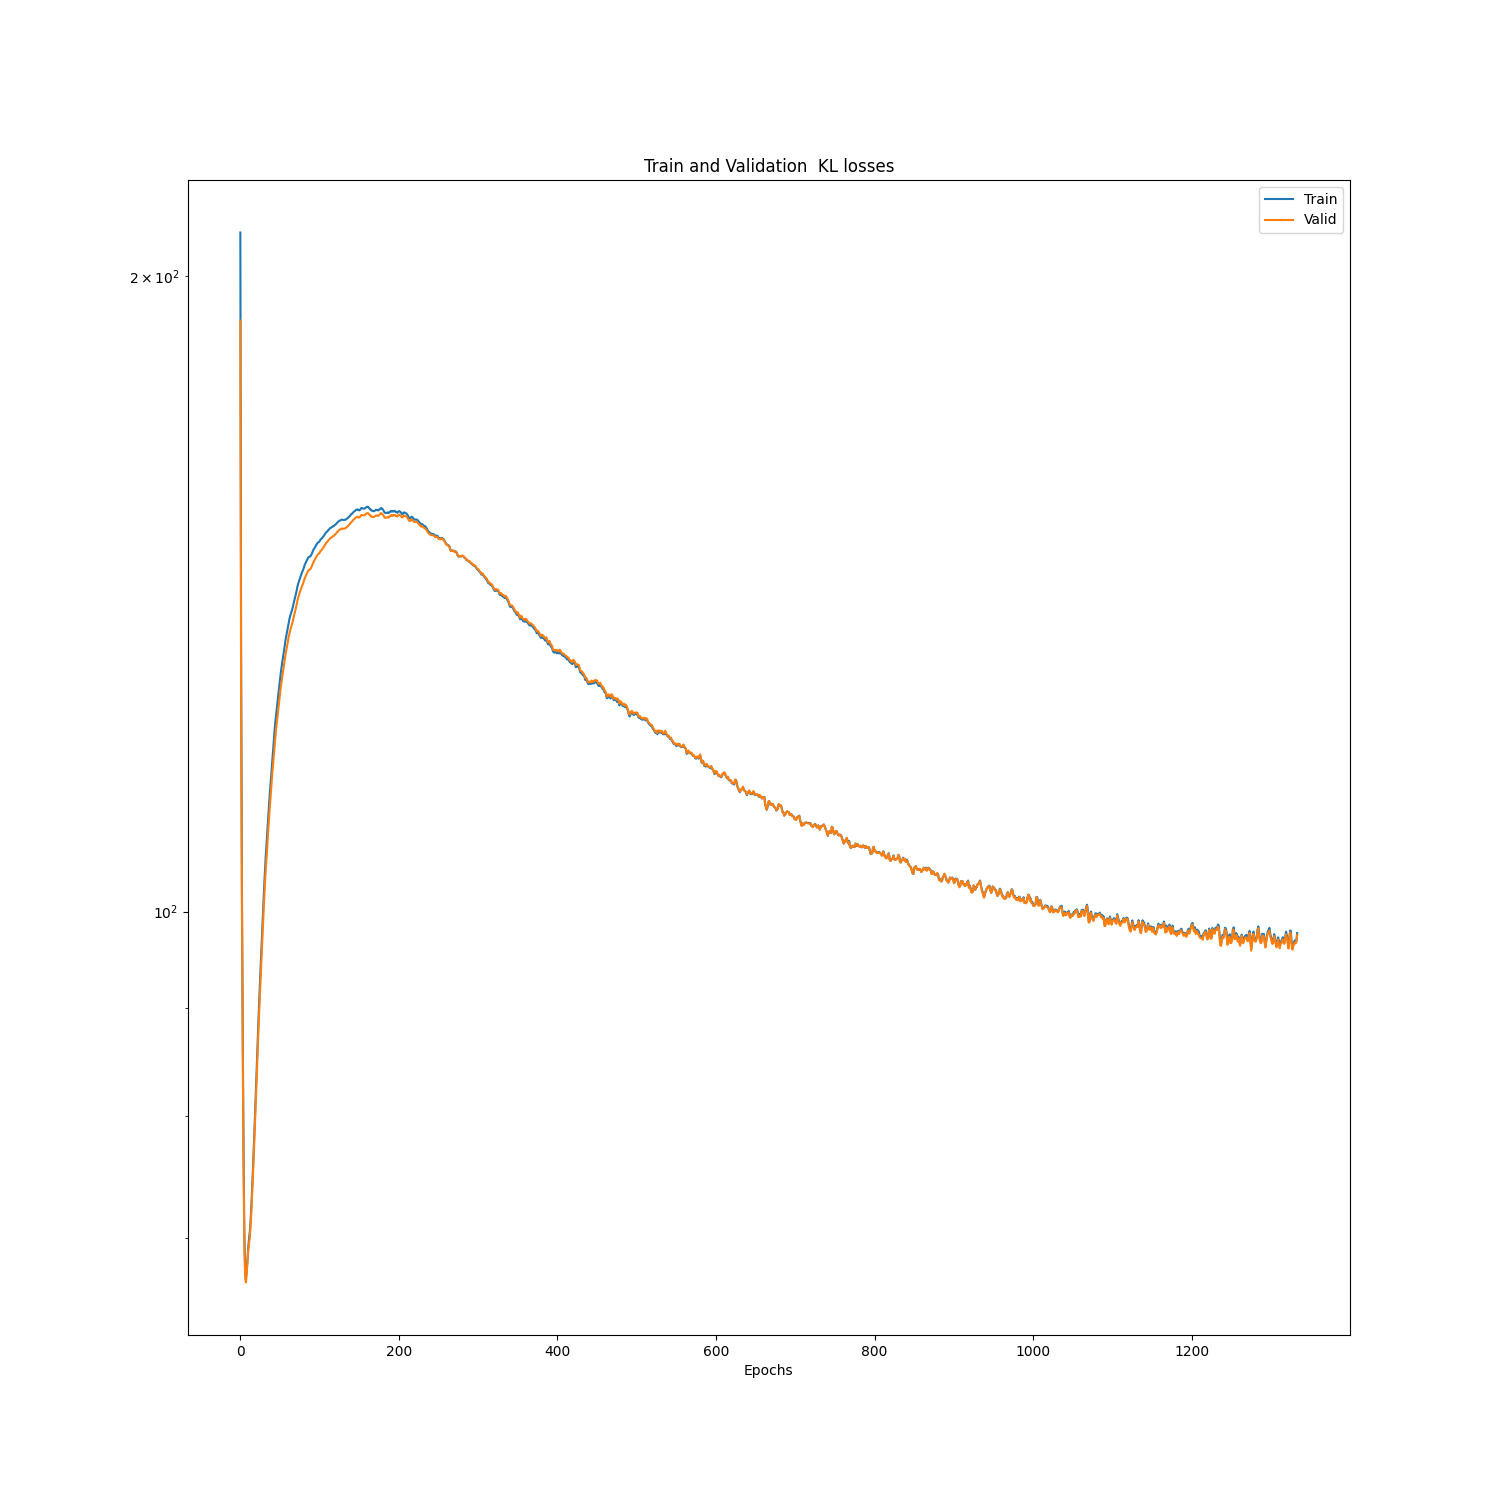 Train and Validation  KL losses
Train
Valid
2 × 10²
10²
0 200 400 600 800 1000 1200
Epochs